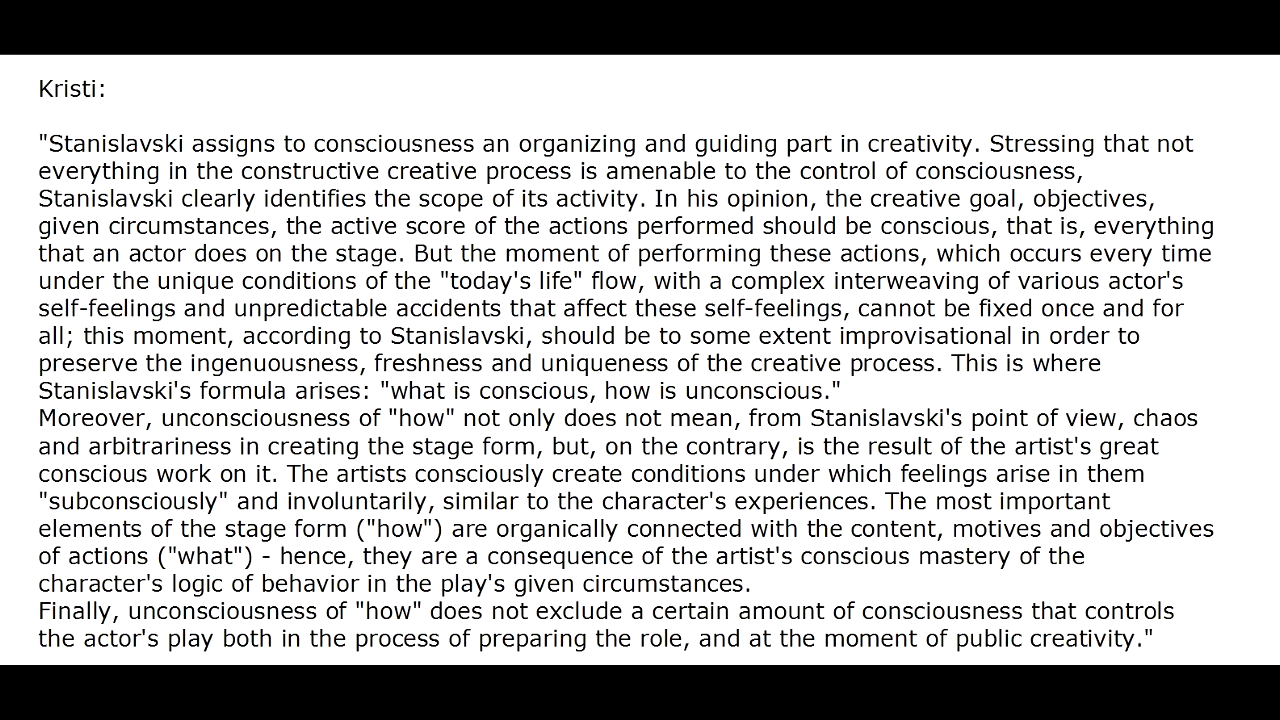 Kristi:
"Stanislavski assigns to consciousness an organizing and guiding part in creativity. Stressing that not
everything in the constructive creative process is amenable to the control of consciousness,
Stanislavski clearly identifies the scope of its activity. In his opinion, the creative goal, objectives,
given circumstances, the active score of the actions performed should be conscious, that is, everything
that an actor does on the stage. But the moment of performing these actions, which occurs every time
under the unique conditions of the "today's life" flow, with a complex interweaving of various actor's
self-feelings and unpredictable accidents that affect these self-feelings, cannot be fixed once and for
all; this moment, according to Stanislavski, should be to some extent improvisational in order to
preserve the ingenuousness, freshness and uniqueness of the creative process. This is where
Stanislavski's formula arises: "what is conscious, how is unconscious."
Moreover, unconsciousness of "how" not only does not mean, from Stanislavski's point of view, chaos
and arbitrariness in creating the stage form, but, on the contrary, is the result of the artist's great
conscious work on it. The artists consciously create conditions under which feelings arise in them
"subconsciously" and involuntarily, similar to the character's experiences. The most important
elements of the stage form ("how") are organically connected with the content, motives and objectives
of actions ("what") - hence, they are a consequence of the artist's conscious mastery of the
character's logic of behavior in the play's given circumstances.
Finally, unconsciousness of "how" does not exclude a certain amount of consciousness that controls
the actor's play both in the process of preparing the role, and at the moment of public creativity."